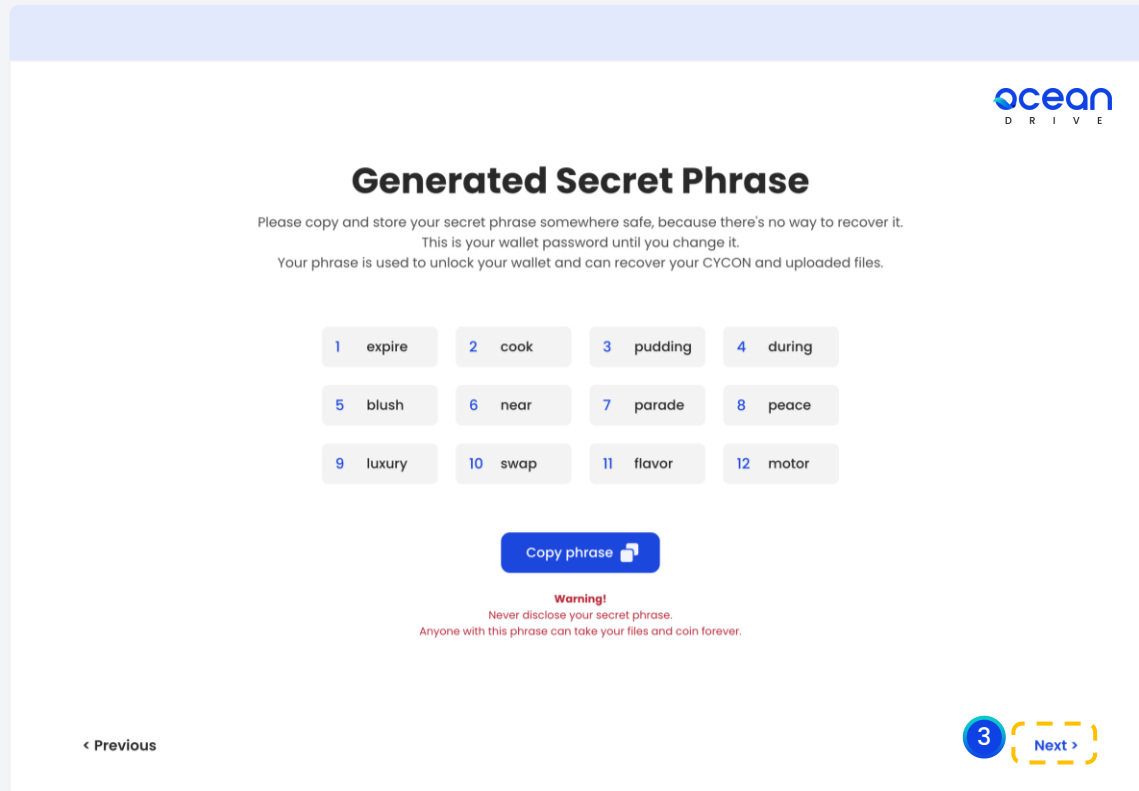 ocean
DRIVE
Generated Secret Phrase
Please copy and store your secret phrase somewhere safe, because there's no way to recover it.
This is your wallet password until you change it.
Your phrase is used to unlock your wallet and can recover your CYCON and uploaded files.
1 expire 2 cook 3 pudding 4 during
5 blush 6 near 7 parade 8 peace
9 luxury 10 swap 11 flavor 12 motor
Copy phrase
Warning!
Never disclose your secret phrase.
Anyone with this phrase can take your files and coin forever.
< Previous 3 Next >